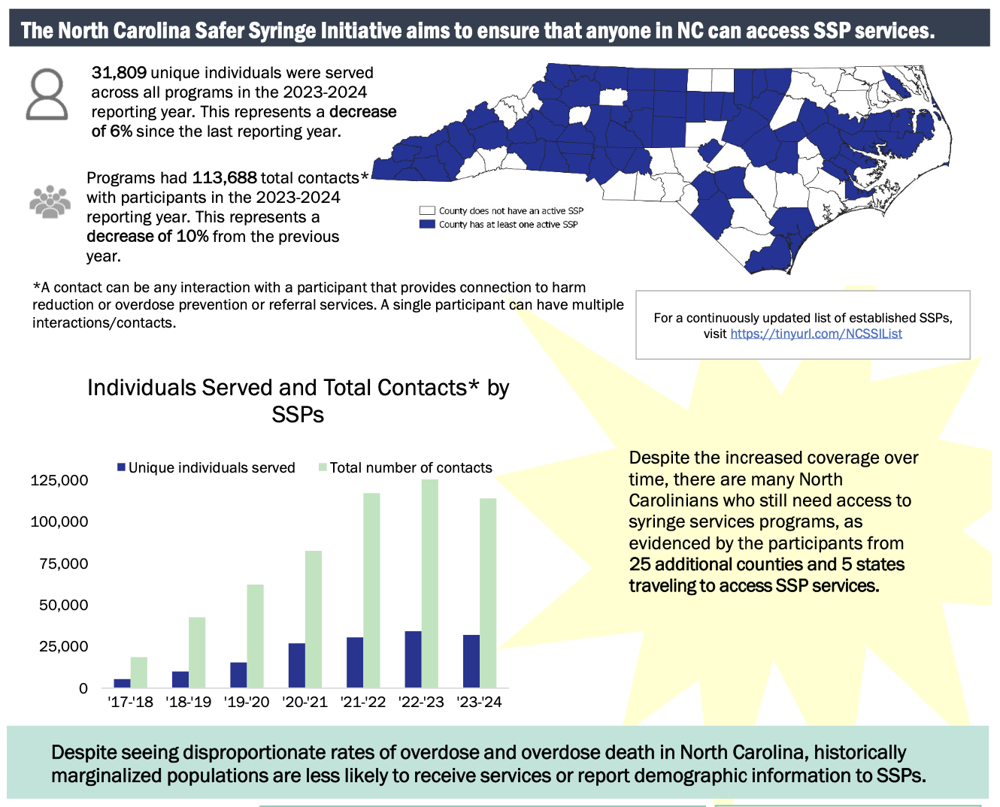 The North Carolina Safer Syringe Initiative aims to ensure that anyone in NC can access SSP services.
31,809 unique individuals were served
across all programs in the 2023-2024
reporting year. This represents a decrease
of 6% since the last reporting year.
Programs had 113,688 total contacts*
with participants in the 2023-2024
reporting year. This represents a
decrease of 10% from the previous
year.
County does not have an active SSP
County has at least one active SSP
*A contact can be any interaction with a participant that provides connection to harm
reduction or overdose prevention or referral services. A single participant can have multiple
interactions/contacts.
For a continuously updated list of established SSPs,
visit https://tinyurl.com/NCSSIList
Individuals Served and Total Contacts* by
SSPs
Unique individuals served
Total number of contacts
125,000
100,000
75,000
50,000
25,000
0
'17-'18
'18-'19
'19-'20
'20-'21
'21-'22
'22-'23
'23-'24
Despite the increased coverage over
time, there are many North
Carolinians who still need access to
syringe services programs, as
evidenced by the participants from
25 additional counties and 5 states
traveling to access SSP services.
Despite seeing disproportionate rates of overdose and overdose death in North Carolina, historically
marginalized populations are less likely to receive services or report demographic information to SSPs.